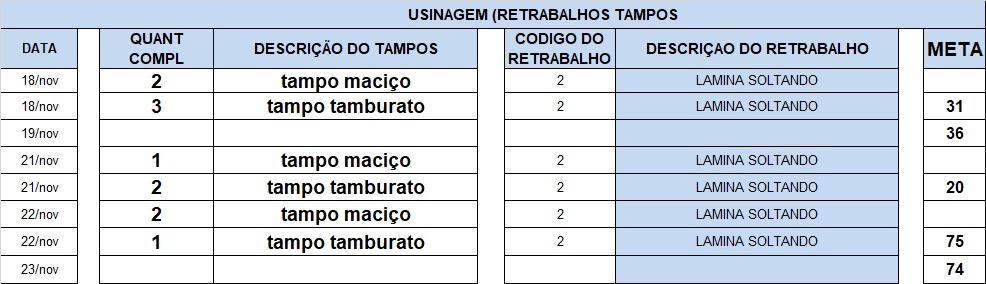 USINAGEM (RETRABALHOS TAMPOS
DATA QUANT COMPL DESCRIÇÃO DO TAMPOS CODIGO DO RETRABALHO DESCRIÇAO DO RETRABALHO META
18/nov 2 tampo maciço 2 LAMINA SOLTANDO
18/nov 3 tampo tamburato 2 LAMINA SOLTANDO 31
19/nov 36
21/nov 1 tampo maciço 2 LAMINA SOLTANDO
21/nov 2 tampo tamburato 2 LAMINA SOLTANDO 20
22/nov 2 tampo maciço 2 LAMINA SOLTANDO
22/nov 1 tampo tamburato 2 LAMINA SOLTANDO 75
23/nov 74